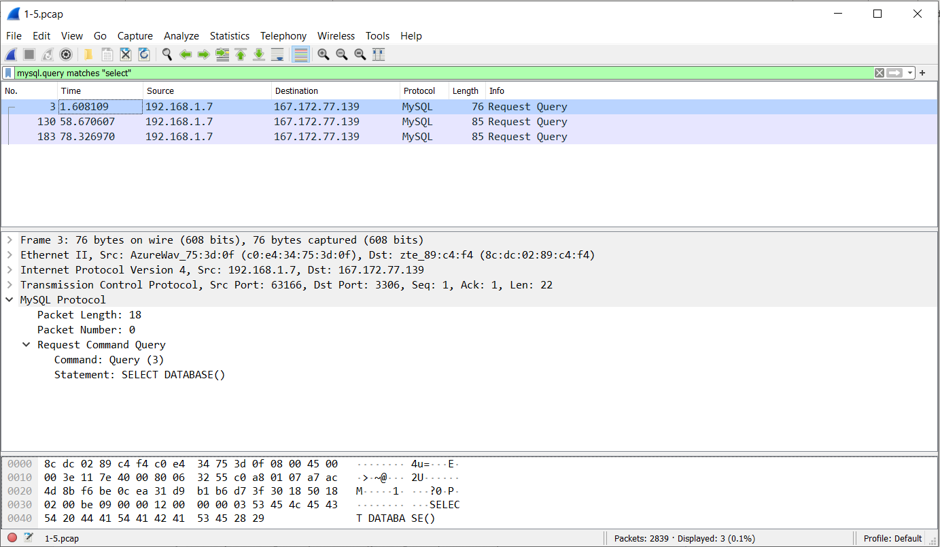 1-5.pcap
File Edit View Go Capture Analyze Statistics Telephony Wireless Tools Help
mysql.query matches "select"
No. Time Source Destination Protocol Length Info
3 1.608109 192.168.1.7 167.172.77.139 MySQL 76 Request Query
130 58.670607 192.168.1.7 167.172.77.139 MySQL 85 Request Query
183 78.326970 192.168.1.7 167.172.77.139 MySQL 85 Request Query
Frame 3: 76 bytes on wire (608 bits), 76 bytes captured (608 bits)
Ethernet II, Src: AzureWav_75:3d:0f (c0:e4:34:75:3d:0f), Dst: zte_89:c4:f4 (8c:dc:02:89:c4:f4)
Internet Protocol Version 4, Src: 192.168.1.7, Dst: 167.172.77.139
Transmission Control Protocol, Src Port: 63166, Dst Port: 3306, Seq: 1, Ack: 1, Len: 22
MySQL Protocol
Packet Length: 18
Packet Number: 0
Request Command Query
Command: Query (3)
Statement: SELECT DATABASE()
0000 8c dc 02 89 c4 f4 c0 e4 34 75 3d 0f 08 00 45 00 ········ 4u=···E·
0010 00 3e 11 7e 40 00 80 06 32 55 c0 a8 01 07 a7 ac ·>·~@··· 2U······
0020 4d 8b f6 be 0c ea 31 d9 b1 b6 d7 3f 30 18 50 18 M·····1· ···?0·P·
0030 02 00 be 09 00 00 12 00 00 00 03 53 45 4c 45 43 ········ ···SELEC
0040 54 20 44 41 54 41 42 41 53 45 28 29 T DATABA SE()
1-5.pcap Packets: 2839 · Displayed: 3 (0.1%) Profile: Default